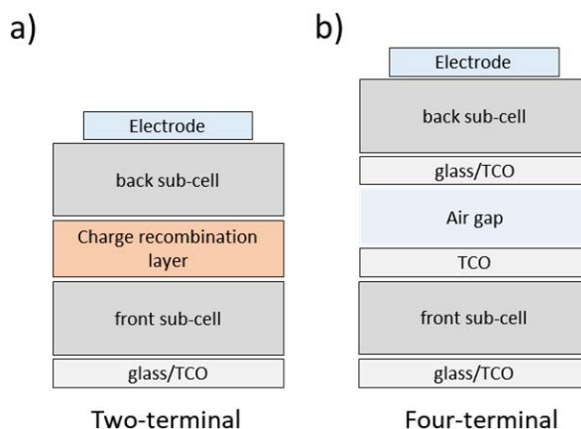 a)
Electrode
back sub-cell
Charge recombination
layer
front sub-cell
glass/TCO
Two-terminal
b)
Electrode
back sub-cell
glass/TCO
Air gap
TCO
front sub-cell
glass/TCO
Four-terminal